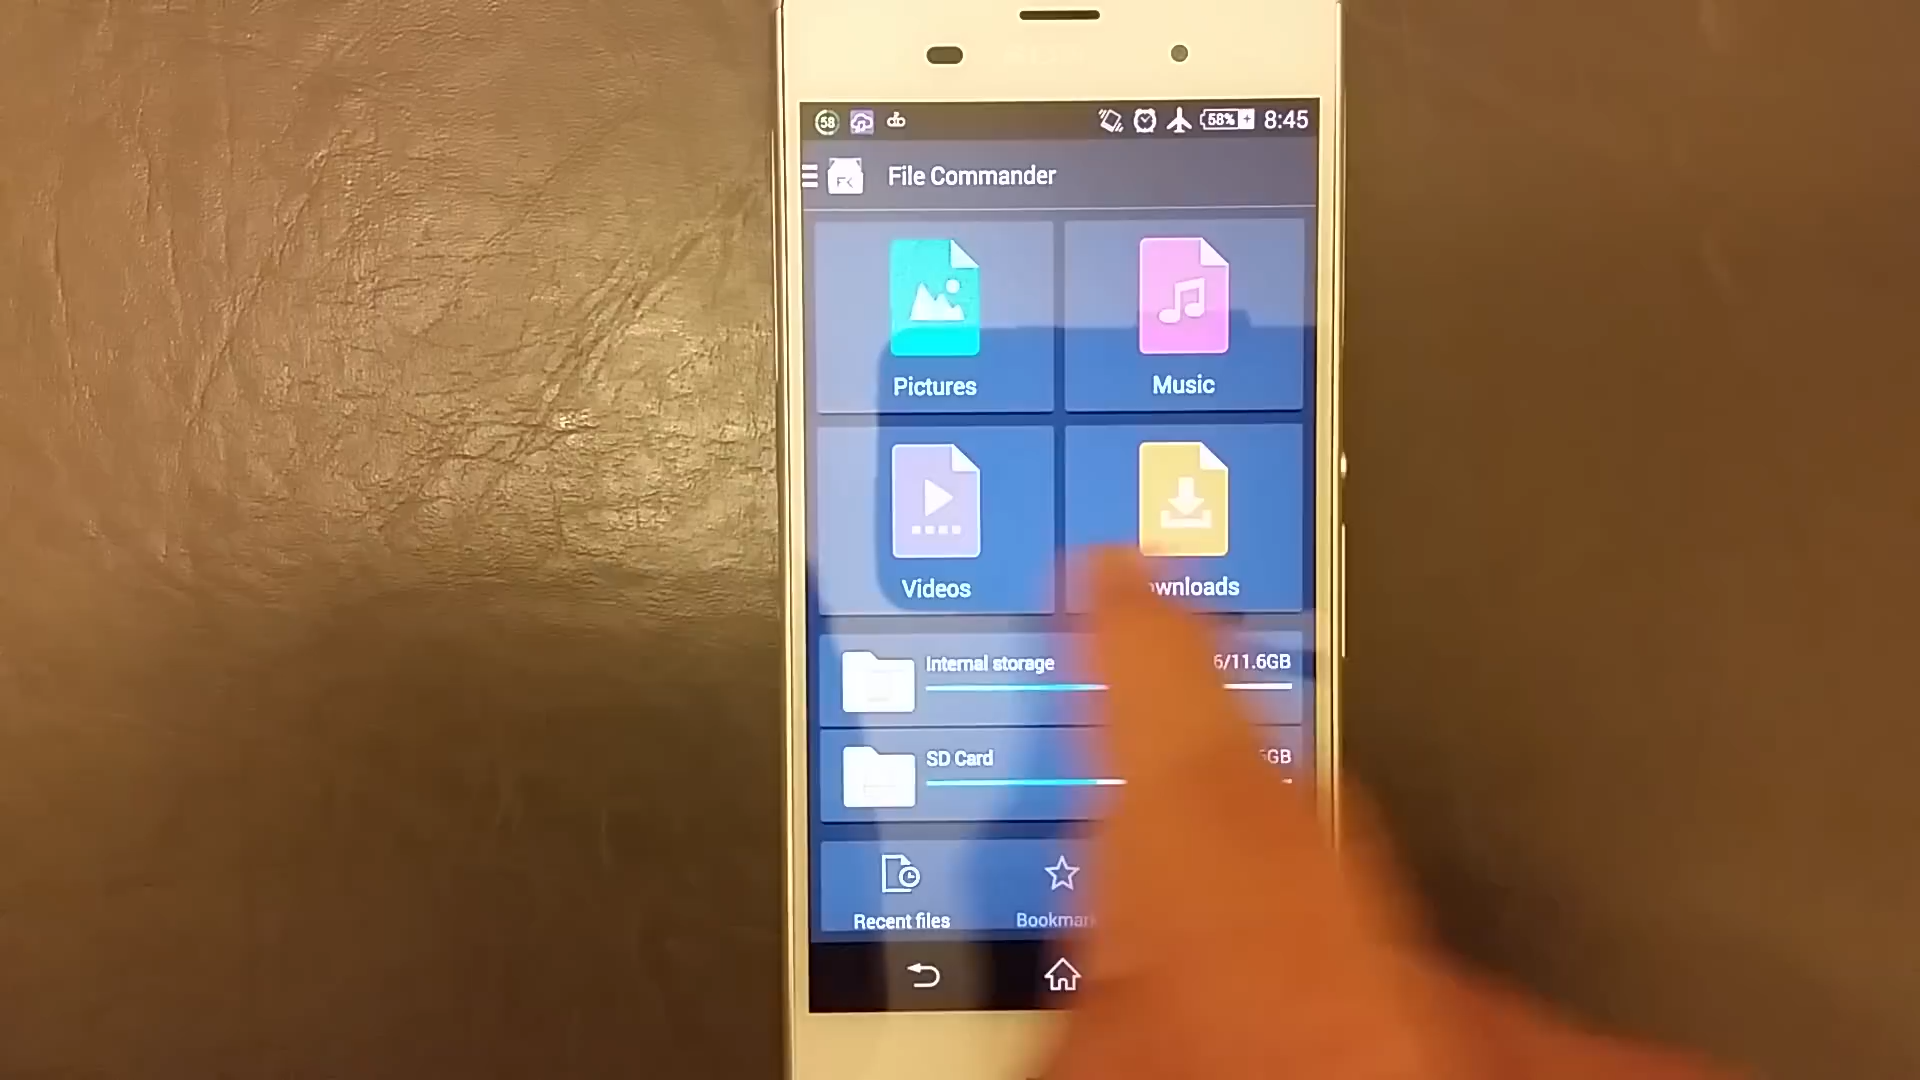 58 58% 8:45
File Commander
Pictures Music
Videos wnloads
Internal storage 6/11.6GB
SD Card GB
Recent files Bookmar